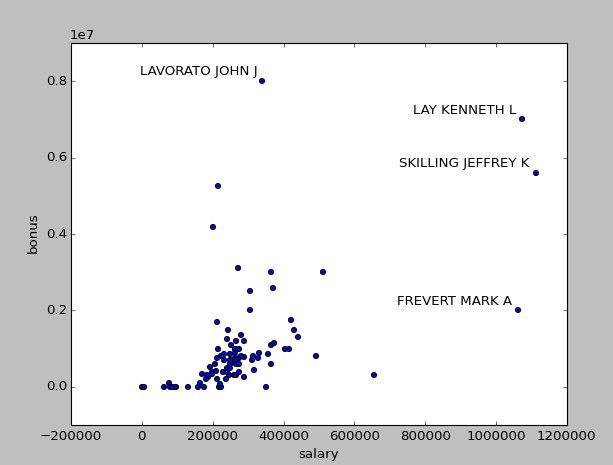 1e7
LAVORATO JOHN J
LAY KENNETH L
SKILLING JEFFREY K
FREVERT MARK A
0.8
0.6
0.4
0.2
0.0
bonus
−200000 0 200000 400000 600000 800000 1000000 1200000
salary